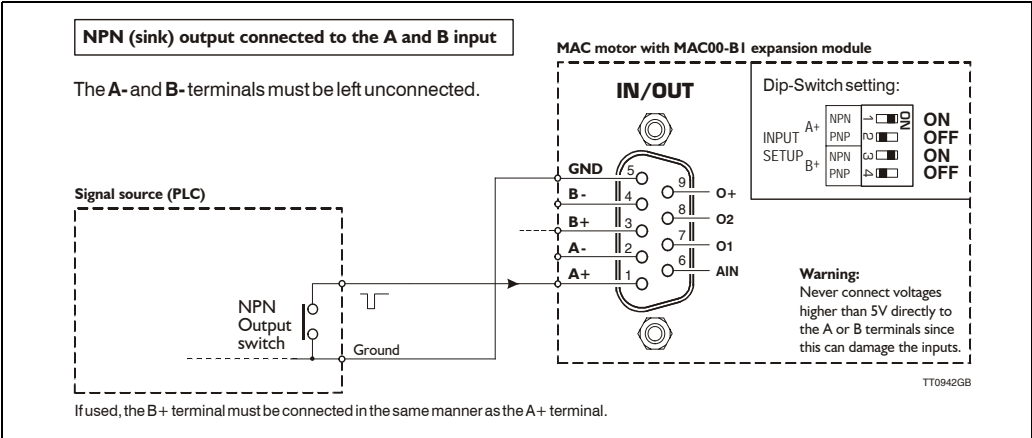 NPN (sink) output connected to the A and B input
The A- and B- terminals must be left unconnected.
Signal source (PLC)
NPN
Output
switch
Ground
MAC motor with MAC00-B1 expansion module
IN/OUT
GND
B -
B+
A -
A+
5
4
3
2
1
9
8
7
6
O+
O2
O1
AIN
Dip-Switch setting:
INPUT
SETUP
A+
B+
NPN
PNP
NPN
PNP
1
2
3
4
ON
ON
OFF
ON
OFF
Warning:
Never connect voltages
higher than 5V directly to
the A or B terminals since
this can damage the inputs.
TT0942GB
If used, the B+ terminal must be connected in the same manner as the A+ terminal.